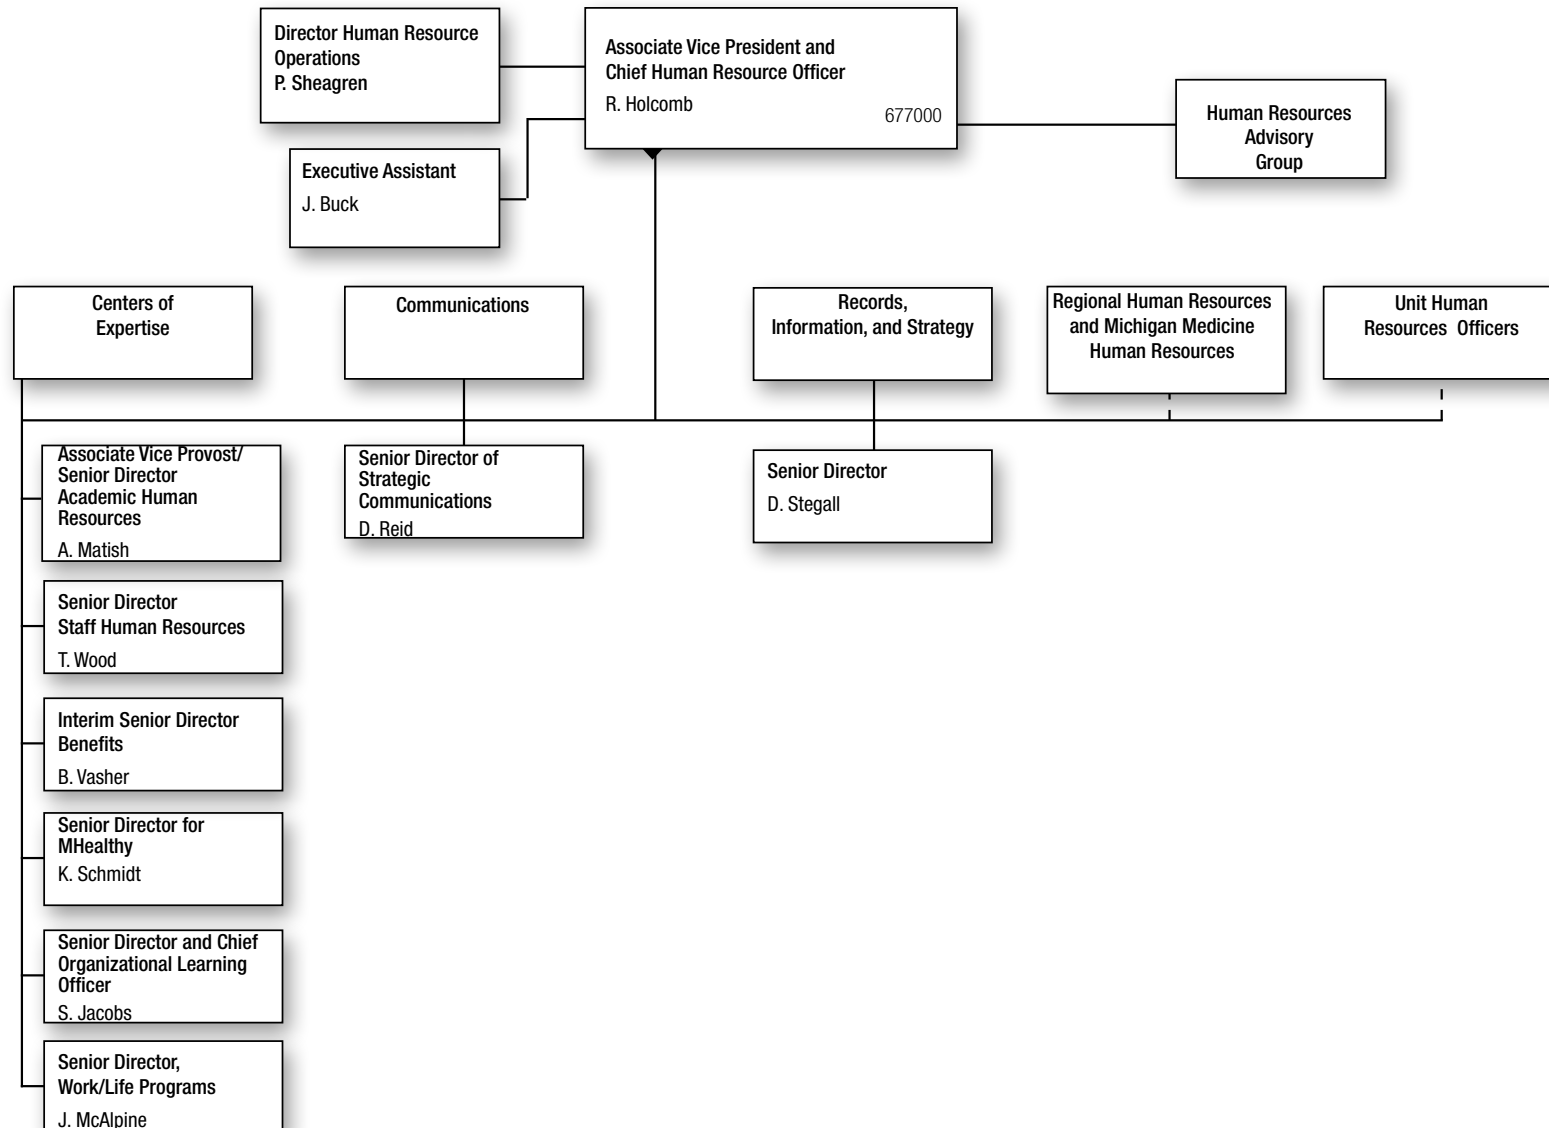 Director Human Resource
Operations
P. Sheagren
Associate Vice President and
Chief Human Resource Officer
R. Holcomb
677000
Human Resources
Advisory
Group
Executive Assistant
J. Buck
Centers of
Expertise
Communications
Records,
Information, and Strategy
Regional Human Resources
and Michigan Medicine
Human Resources
Unit Human
Resources Officers
Associate Vice Provost/
Senior Director
Academic Human
Resources
A. Matish
Senior Director of
Strategic
Communications
D. Reid
Senior Director
D. Stegall
Senior Director
Staff Human Resources
T. Wood
Interim Senior Director
Benefits
B. Vasher
Senior Director for
MHealthy
K. Schmidt
Senior Director and Chief
Organizational Learning
Officer
S. Jacobs
Senior Director,
Work/Life Programs
J. McAlpine